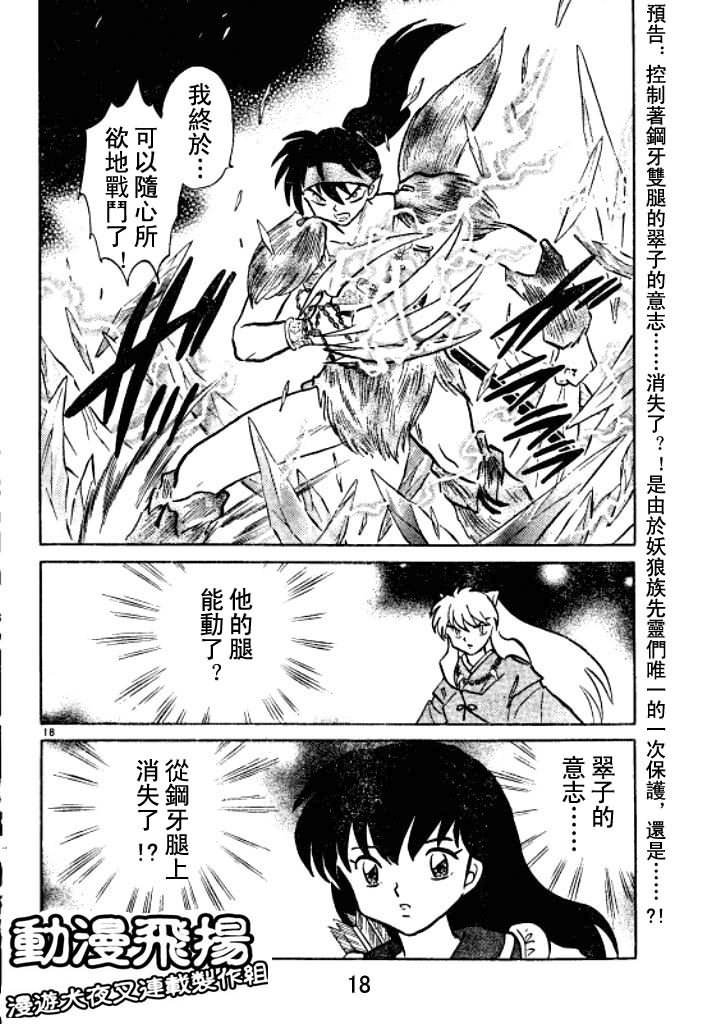 預告：控制著鋼牙雙腿的翠子的意志……消失了？！是由於妖狼族先靈們唯一的一次保護，還是……？！
我終於…
可以隨心所
欲地戰鬥了！
他的腿
能動了？
18
翠子的
意志……
從鋼牙腿上
消失了！？
動漫飛揚
漫遊犬夜叉連載製作組
18